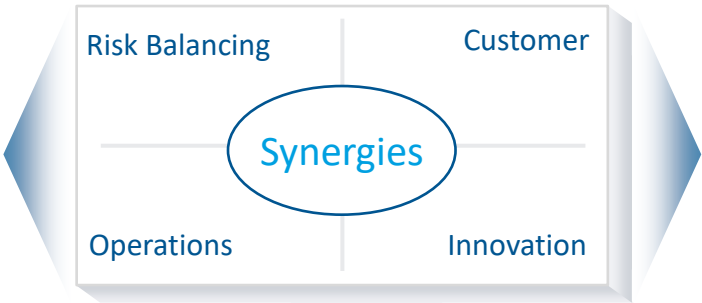 Risk Balancing
Customer
Synergies
Operations
Innovation